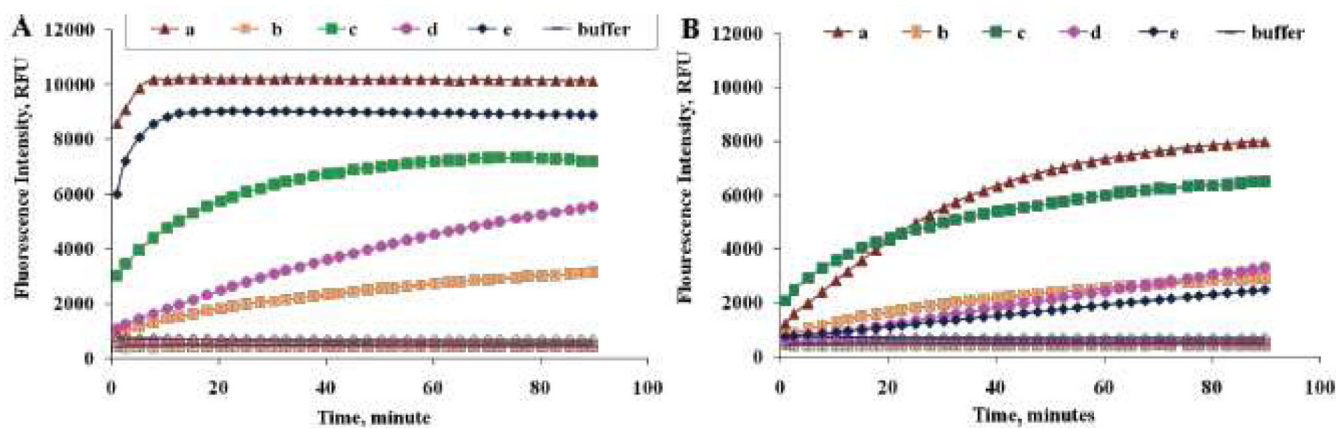 A
a b c d e buffer
12000
10000
8000
6000
4000
2000
0
Fluorescence Intensity, RFU
0 20 40 60 80 100
Time, minute
B
a b c d e buffer
12000
10000
8000
6000
4000
2000
0
Flourescence Intensity, RFU
0 20 40 60 80 100
Time, minutes